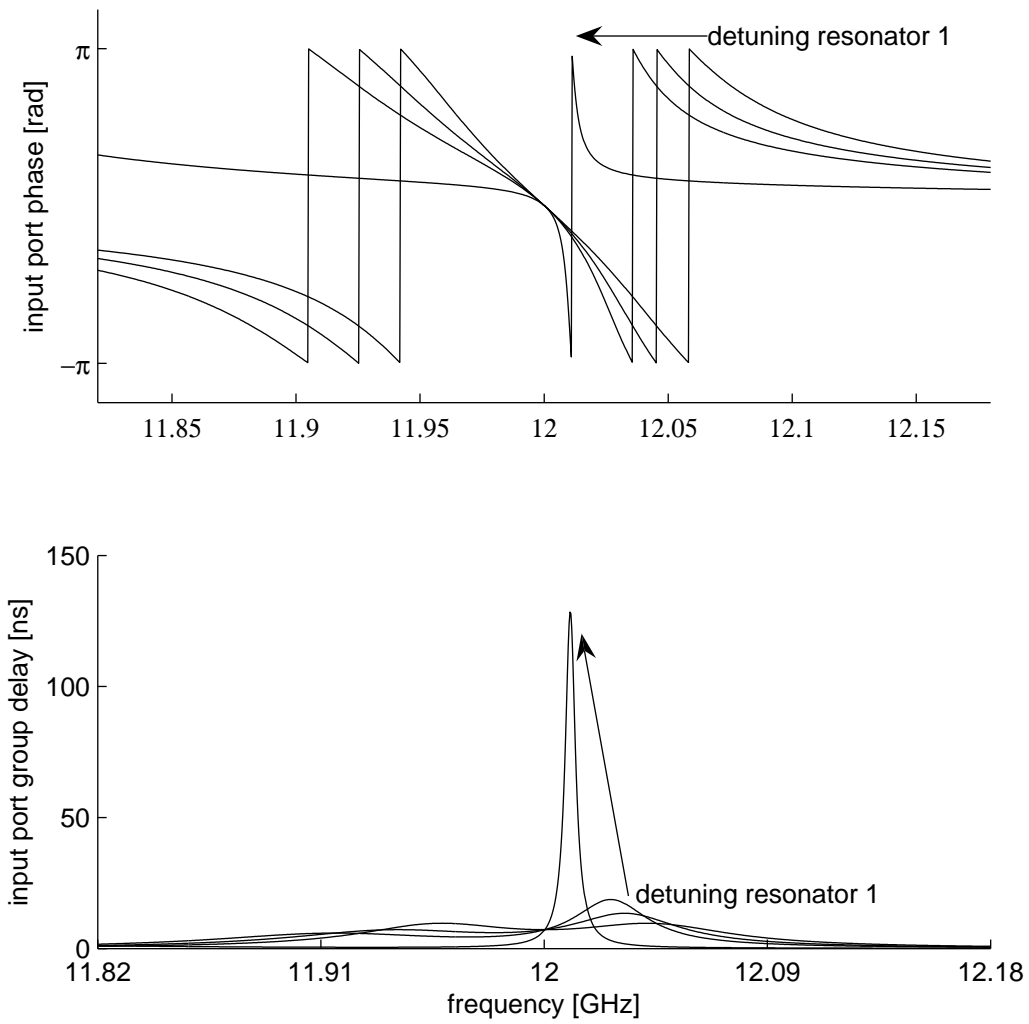 detuning resonator 1
π
−π
input port phase [rad]
11.85 11.9 11.95 12 12.05 12.1 12.15
150
100
50
0
input port group delay [ns]
detuning resonator 1
11.82 11.91 12 12.09 12.18
frequency [GHz]